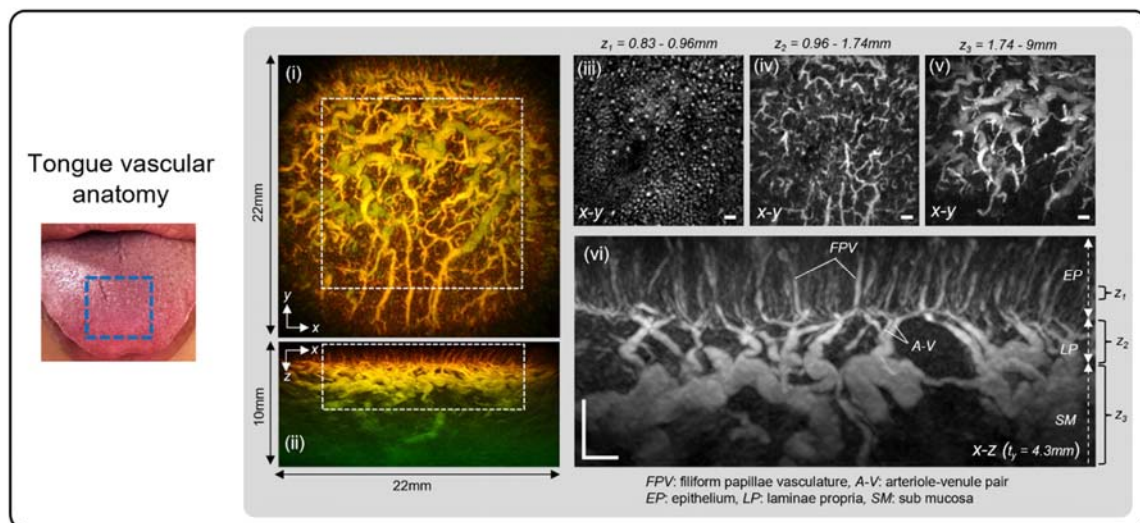 Tongue vascular
anatomy
z₁ = 0.83 - 0.96mm
z₂ = 0.96 - 1.74mm
z₃ = 1.74 - 9mm
(i)
22mm
y
x
(iii)
x-y
(iv)
x-y
(v)
x-y
x
z
10mm
(ii)
22mm
(vi)
FPV
EP
z₁
A-V
LP
z₂
SM
z₃
x-z (t_y = 4.3mm)
FPV: filiform papillae vasculature, A-V: arteriole-venule pair
EP: epithelium, LP: laminae propria, SM: sub mucosa